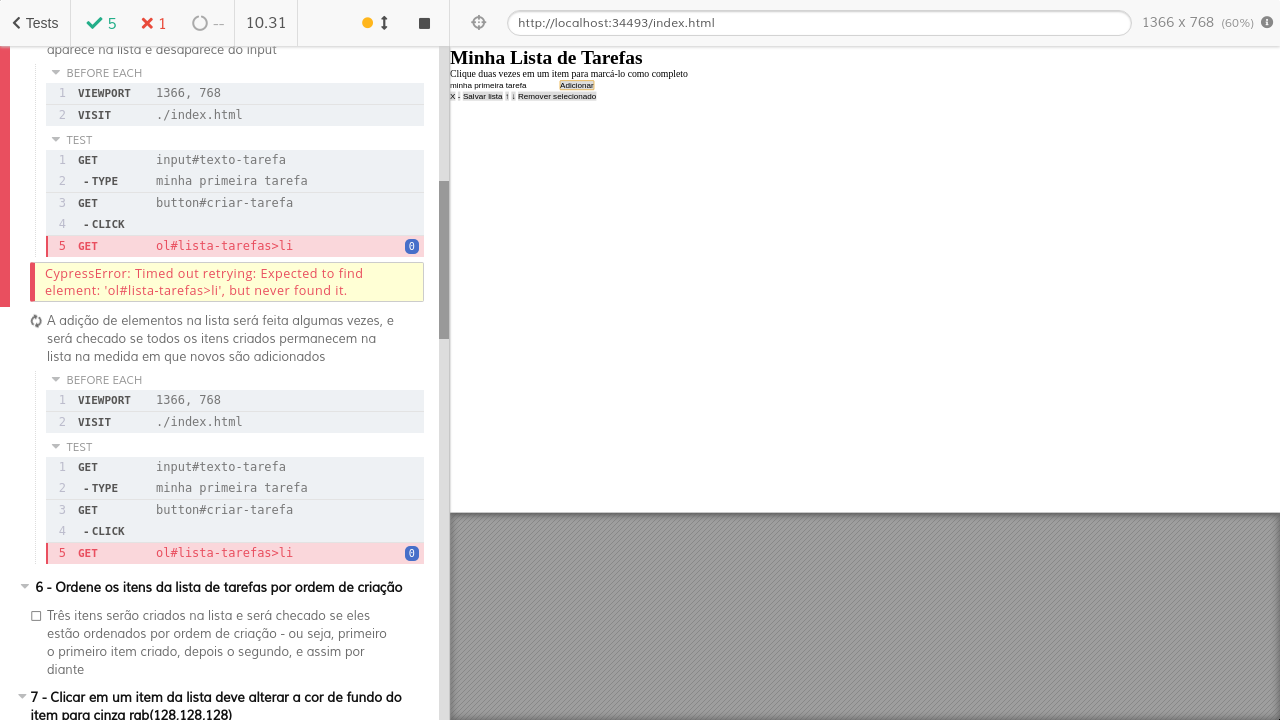 Tests
5
1
--
10.31
http://localhost:34493/index.html
1366 x 768 (60%)
aparece na lista e desaparece do input
BEFORE EACH
1 VIEWPORT 1366, 768
2 VISIT ./index.html
TEST
1 GET input#texto-tarefa
2 -TYPE minha primeira tarefa
3 GET button#criar-tarefa
4 -CLICK
5 GET ol#lista-tarefas>li 0
CypressError: Timed out retrying: Expected to find
element: 'ol#lista-tarefas>li', but never found it.
A adição de elementos na lista será feita algumas vezes, e
será checado se todos os itens criados permanecem na
lista na medida em que novos são adicionados
BEFORE EACH
1 VIEWPORT 1366, 768
2 VISIT ./index.html
TEST
1 GET input#texto-tarefa
2 -TYPE minha primeira tarefa
3 GET button#criar-tarefa
4 -CLICK
5 GET ol#lista-tarefas>li 0
6 - Ordene os itens da lista de tarefas por ordem de criação
Três itens serão criados na lista e será checado se eles
estão ordenados por ordem de criação - ou seja, primeiro
o primeiro item criado, depois o segundo, e assim por
diante
7 - Clicar em um item da lista deve alterar a cor de fundo do
item para cinza rgb(128,128,128)
Minha Lista de Tarefas
Clique duas vezes em um item para marcá-lo como completo
minha primeira tarefa Adicionar
X - Salvar lista ↑ ↓ Remover selecionado